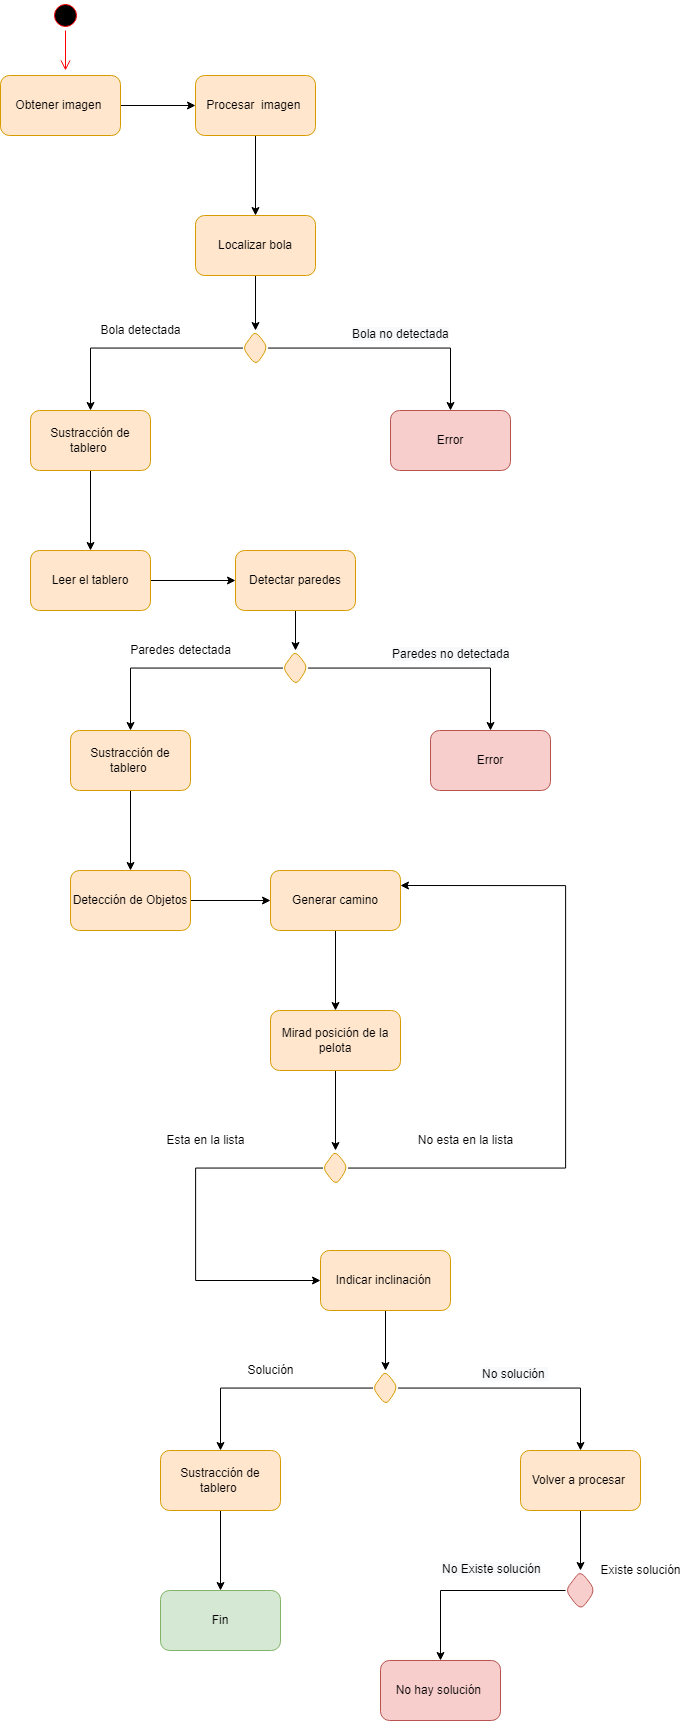 Obtener imagen
Procesar  imagen
Localizar bola
Bola detectada
Bola no detectada
Sustracción de
tablero
Error
Leer el tablero
Detectar paredes
Paredes detectada
Paredes no detectada
Sustracción de
tablero
Error
Detección de Objetos
Generar camino
Mirad posición de la
pelota
Esta en la lista
No esta en la lista
Indicar inclinación
Solución
No solución
Sustracción de
tablero
Volver a procesar
No Existe solución
Existe solución
Fin
No hay solución